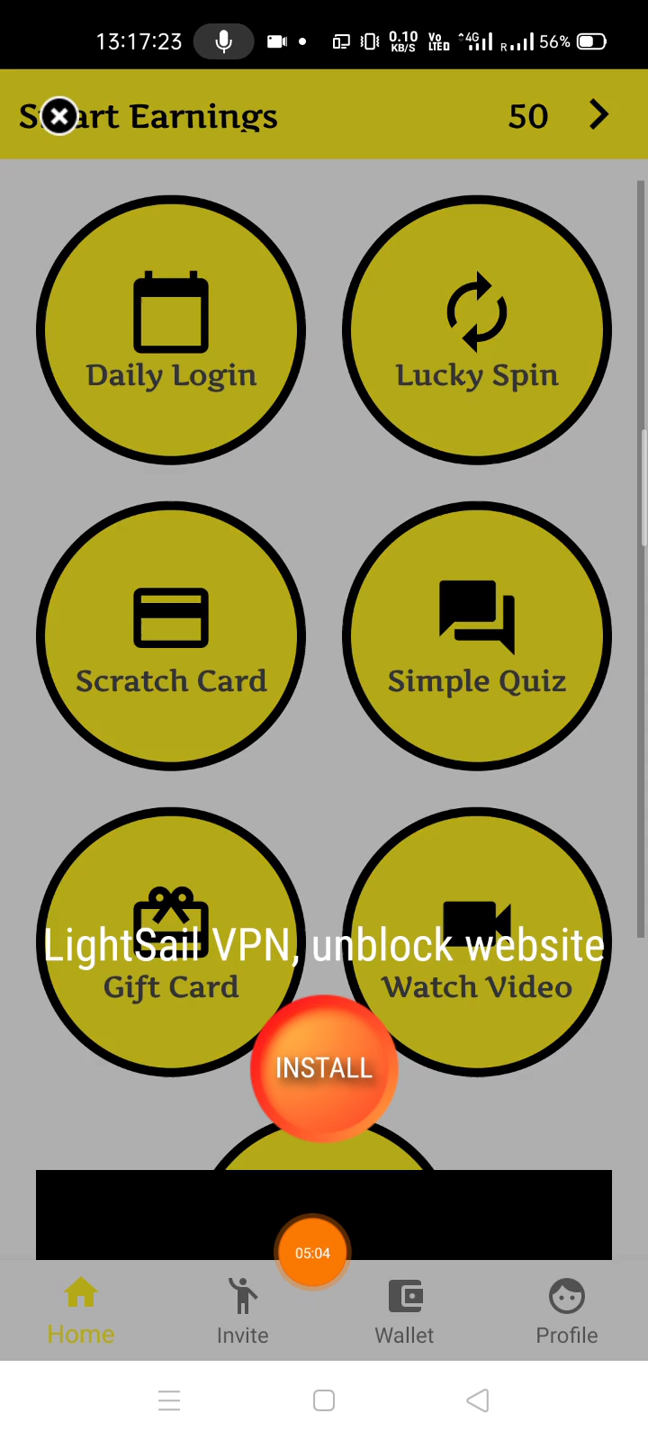 13:17:23 0.10 KB/S Vo LTE 4G R 56%
art Earnings 50
Daily Login Lucky Spin
Scratch Card Simple Quiz
LightSail VPN, unblock website
Gift Card Watch Video
INSTALL
05:04
Home Invite Wallet Profile